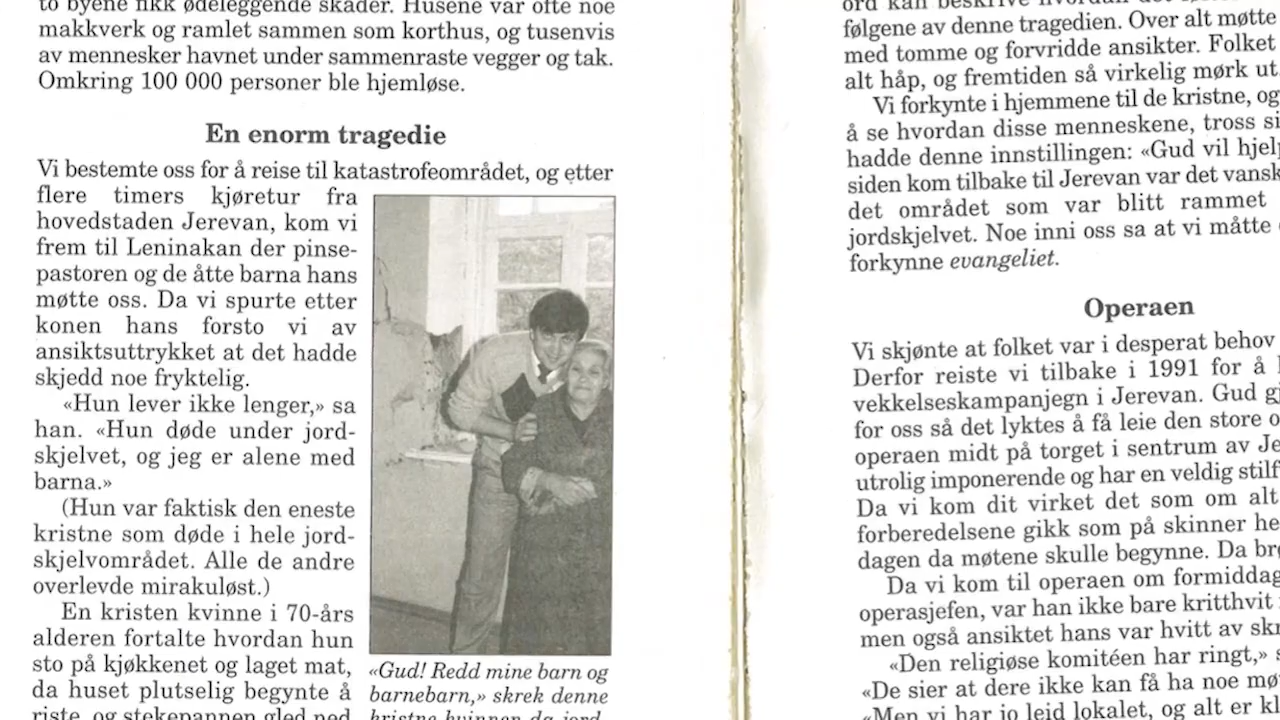 to byene fikk ødeleggende skader. Husene var ofte noe
makkverk og ramlet sammen som korthus, og tusenvis
av mennesker havnet under sammenraste vegger og tak.
Omkring 100 000 personer ble hjemløse.
En enorm tragedie
Vi bestemte oss for å reise til katastrofeområdet, og etter
flere timers kjøretur fra
hovedstaden Jerevan, kom vi
frem til Leninakan der pinse-
pastoren og de åtte barna hans
møtte oss. Da vi spurte etter
konen hans forsto vi av
ansiktsuttrykket at det hadde
skjedd noe fryktelig.
«Hun lever ikke lenger,» sa
han. «Hun døde under jord-
skjelvet, og jeg er alene med
barna.»
(Hun var faktisk den eneste
kristne som døde i hele jord-
skjelvområdet. Alle de andre
overlevde mirakuløst.)
En kristen kvinne i 70-års
alderen fortalte hvordan hun
sto på kjøkkenet og laget mat,
da huset plutselig begynte å
riste, og stekepannen gled ned
«Gud! Redd mine barn og
barnebarn,» skrek denne
kristne kvinnen da jord-
ord kan beskrive hvordan det
følgene av denne tragedien. Over alt møtte
med tomme og forvridde ansikter. Folket
alt håp, og fremtiden så virkelig mørk ut.
Vi forkynte i hjemmene til de kristne, og
å se hvordan disse menneskene, tross
hadde denne innstillingen: «Gud vil
siden kom tilbake til Jerevan var det
det området som var blitt rammet
jordskjelvet. Noe inni oss sa at vi måtte
forkynne evangeliet.
Operaen
Vi skjønte at folket var i desperat behov
Derfor reiste vi tilbake i 1991 for å
vekkelseskampanjegn i Jerevan. Gud
for oss så det lyktes å få leie den store
operaen midt på torget i sentrum av
utrolig imponerende og har en veldig
Da vi kom dit virket det som om alt
forberedelsene gikk som på skinner
dagen da møtene skulle begynne. Da
Da vi kom til operaen om
operasjefen, var han ikke bare kritthvit
men også ansiktet hans var hvitt av
«Den religiøse komitéen har ringt,»
«De sier at dere ikke kan få ha noe
«Men vi har jo leid lokalet, og alt er